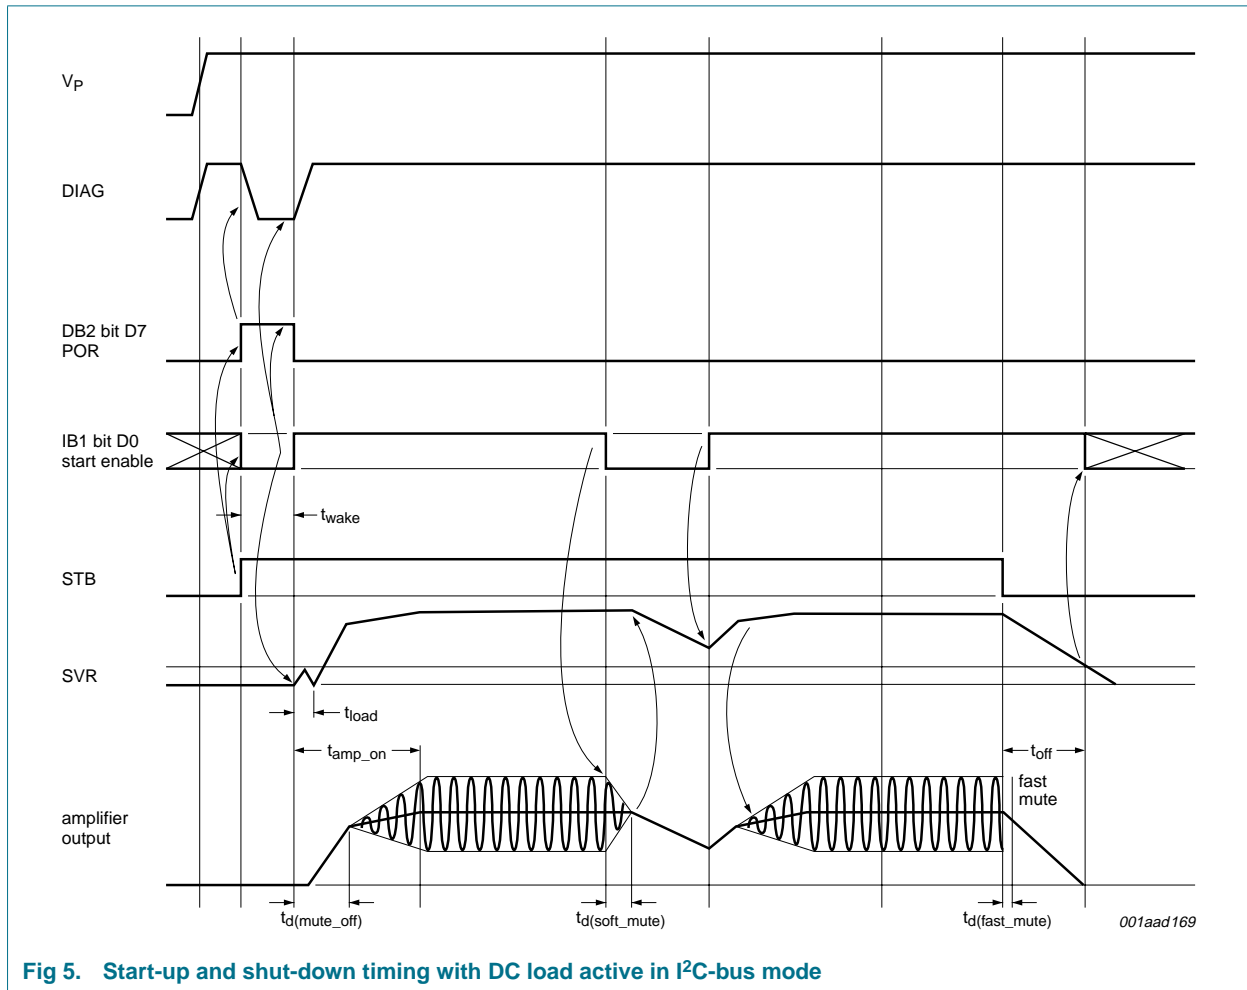 VP
DIAG
DB2 bit D7
POR
IB1 bit D0
start enable
twake
STB
SVR
tload
tamp_on
toff
fast
mute
amplifier
output
td(mute_off)
td(soft_mute)
td(fast_mute)
001aad169
Fig 5. Start-up and shut-down timing with DC load active in I²C-bus mode